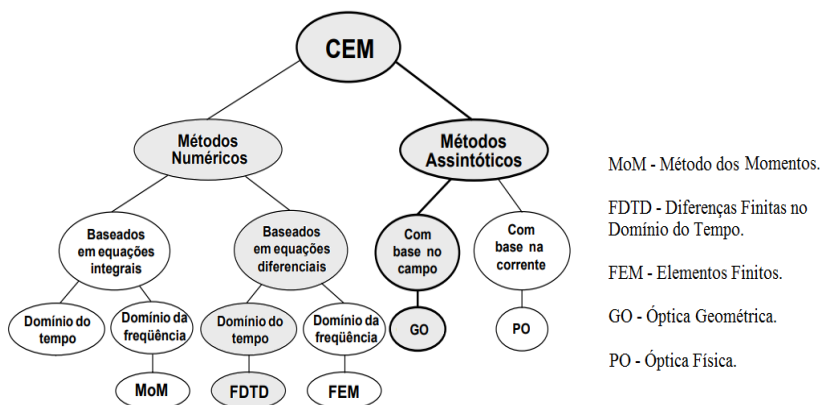 CEM
Métodos
Numéricos
Métodos
Assintóticos
Baseados
em equações
integrais
Baseados
em equações
diferenciais
Com
base no
campo
Com
base na
corrente
Domínio do
tempo
Domínio da
freqüência
Domínio do
tempo
Domínio da
freqüência
GO
PO
MoM
FDTD
FEM
MoM - Método dos Momentos.
FDTD - Diferenças Finitas no
Domínio do Tempo.
FEM - Elementos Finitos.
GO - Óptica Geométrica.
PO - Óptica Física.